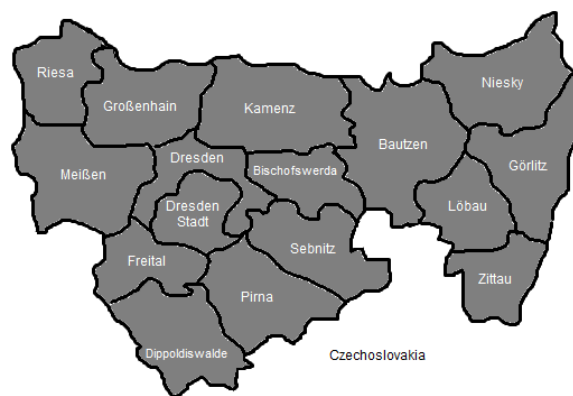 Riesa
Großenhain
Kamenz
Niesky
Bautzen
Görlitz
Meißen
Dresden
Bischofswerda
Löbau
Dresden
Stadt
Sebnitz
Freital
Pirna
Zittau
Dippoldiswalde
Czechoslovakia